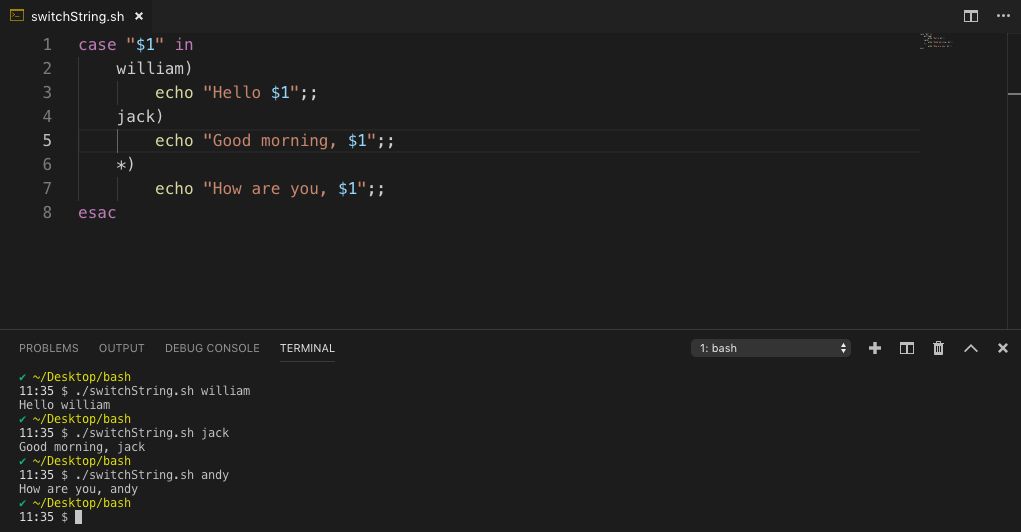 switchString.sh ×
1 case "$1" in
2 william)
3 echo "Hello $1";;
4 jack)
5 echo "Good morning, $1";;
6 *)
7 echo "How are you, $1";;
8 esac
PROBLEMS OUTPUT DEBUG CONSOLE TERMINAL 1: bash
✔ ~/Desktop/bash
11:35 $ ./switchString.sh william
Hello william
✔ ~/Desktop/bash
11:35 $ ./switchString.sh jack
Good morning, jack
✔ ~/Desktop/bash
11:35 $ ./switchString.sh andy
How are you, andy
✔ ~/Desktop/bash
11:35 $